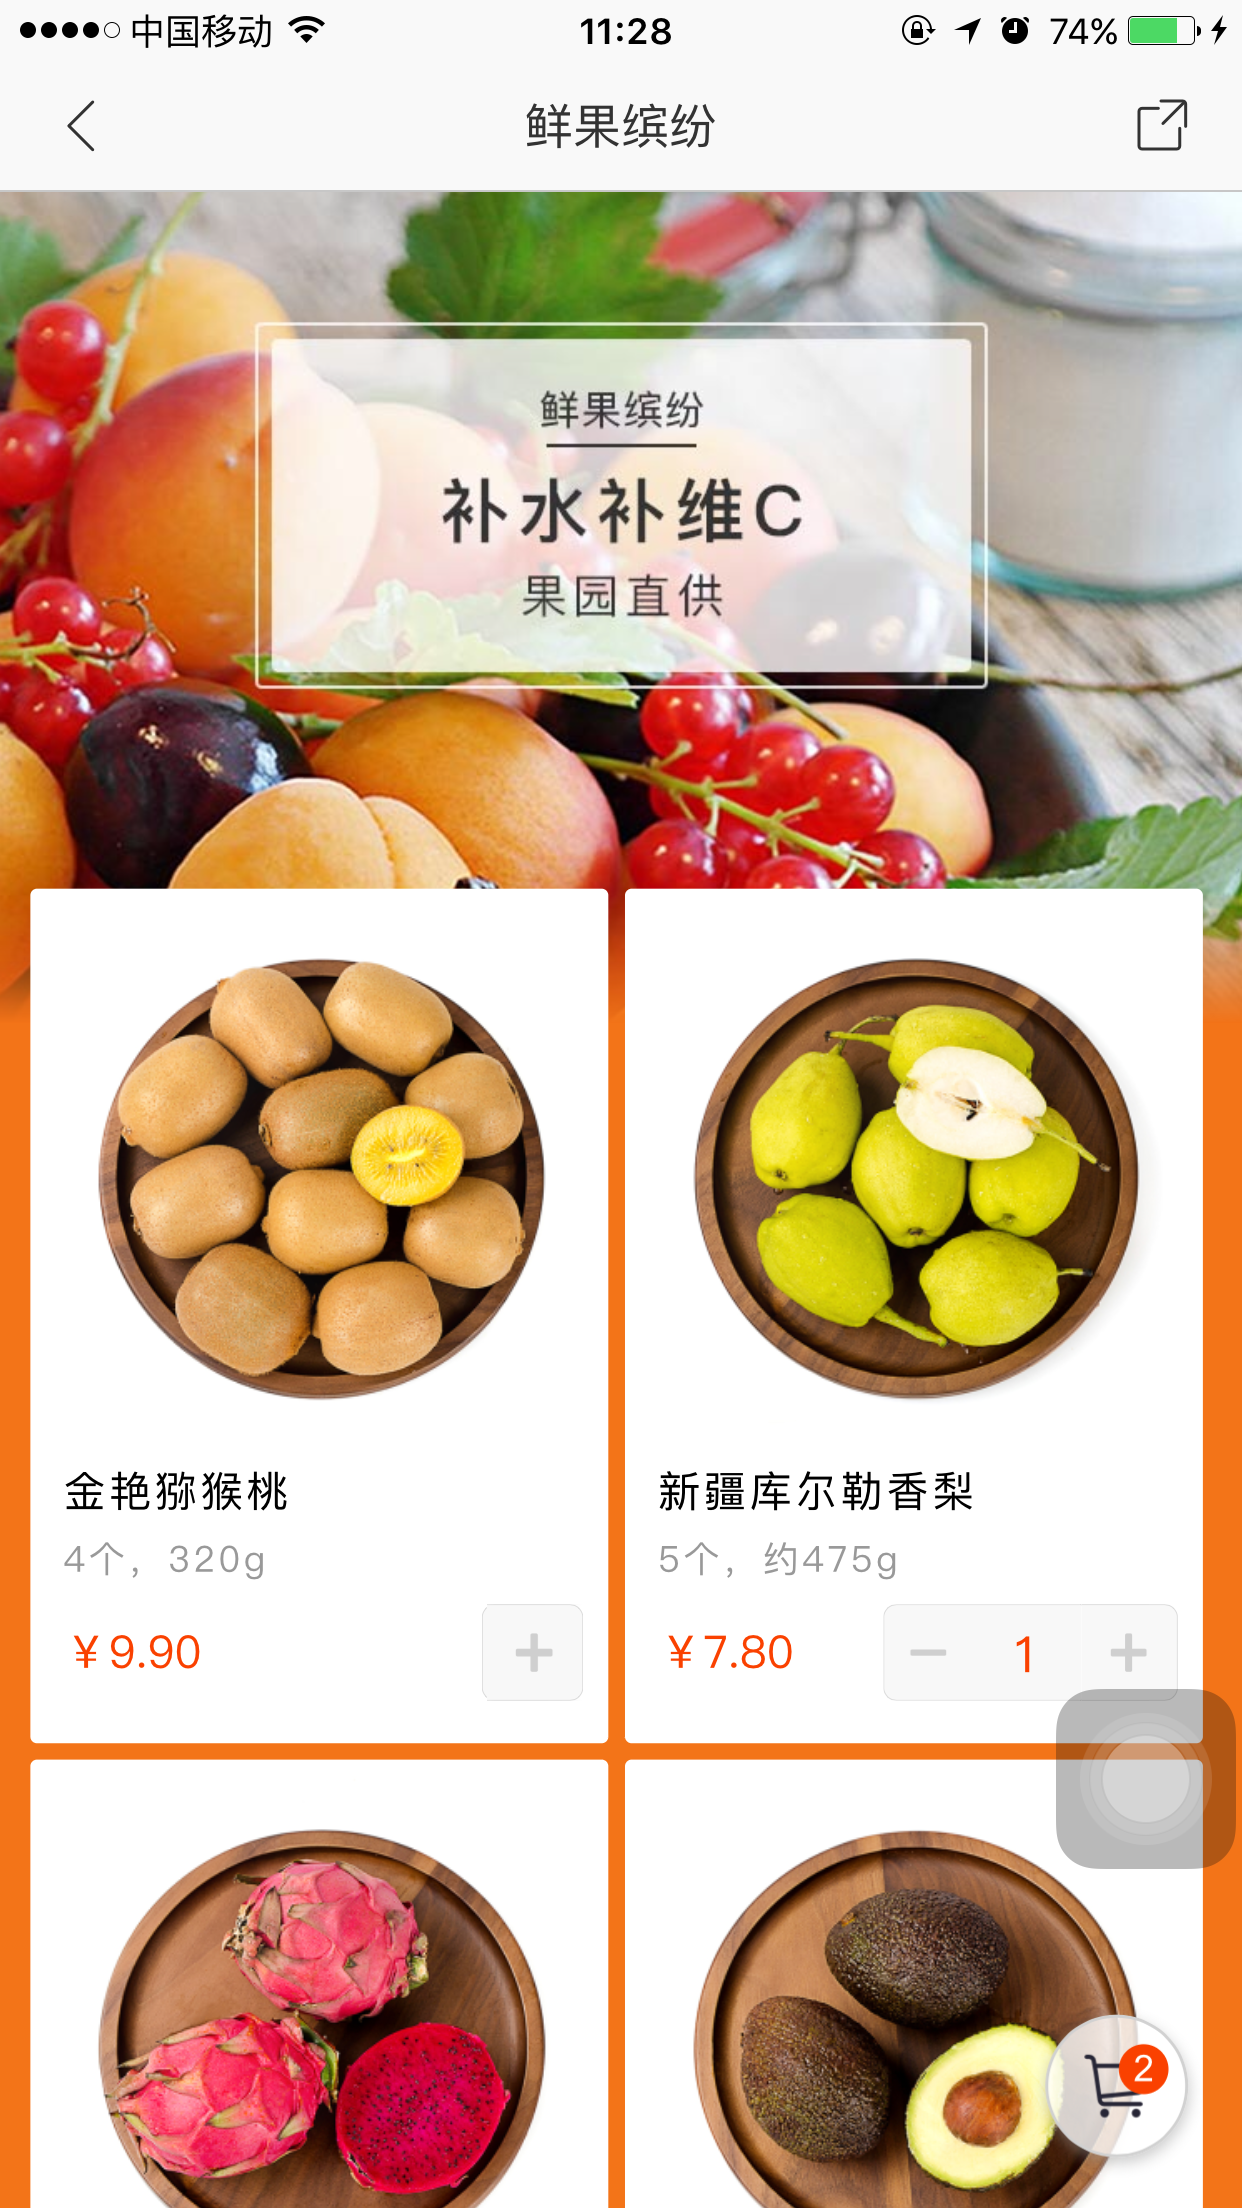 中国移动 11:28 74%
鲜果缤纷
鲜果缤纷
补水补维C
果园直供
金艳猕猴桃
4个，320g
¥9.90
新疆库尔勒香梨
5个，约475g
¥7.80 1
2